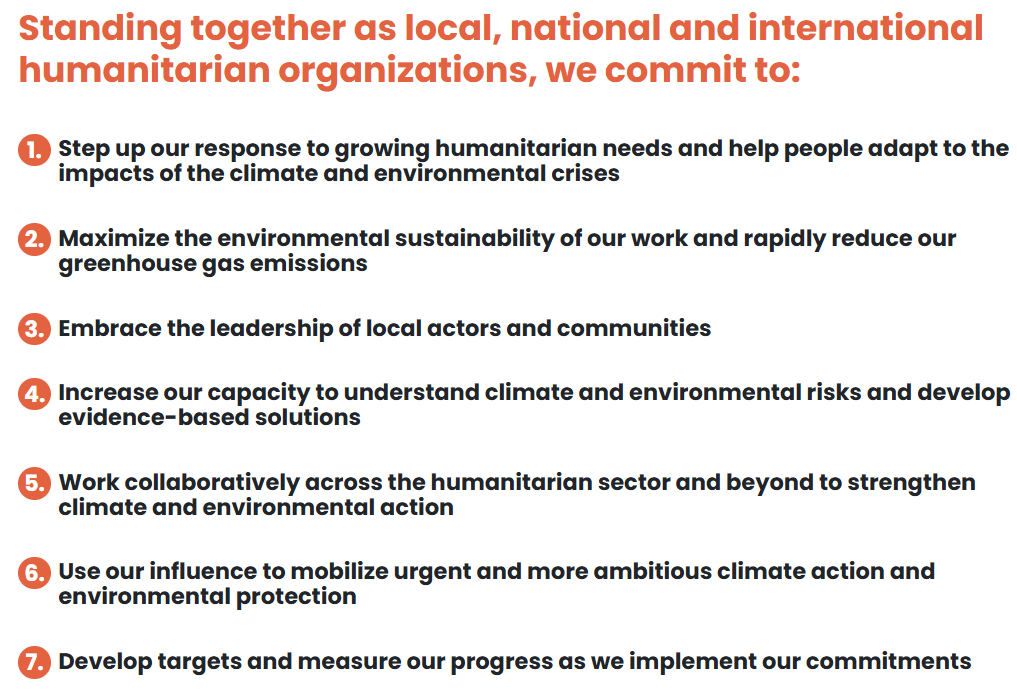 Standing together as local, national and international
humanitarian organizations, we commit to:
1. Step up our response to growing humanitarian needs and help people adapt to the
impacts of the climate and environmental crises
2. Maximize the environmental sustainability of our work and rapidly reduce our
greenhouse gas emissions
3. Embrace the leadership of local actors and communities
4. Increase our capacity to understand climate and environmental risks and develop
evidence-based solutions
5. Work collaboratively across the humanitarian sector and beyond to strengthen
climate and environmental action
6. Use our influence to mobilize urgent and more ambitious climate action and
environmental protection
7. Develop targets and measure our progress as we implement our commitments